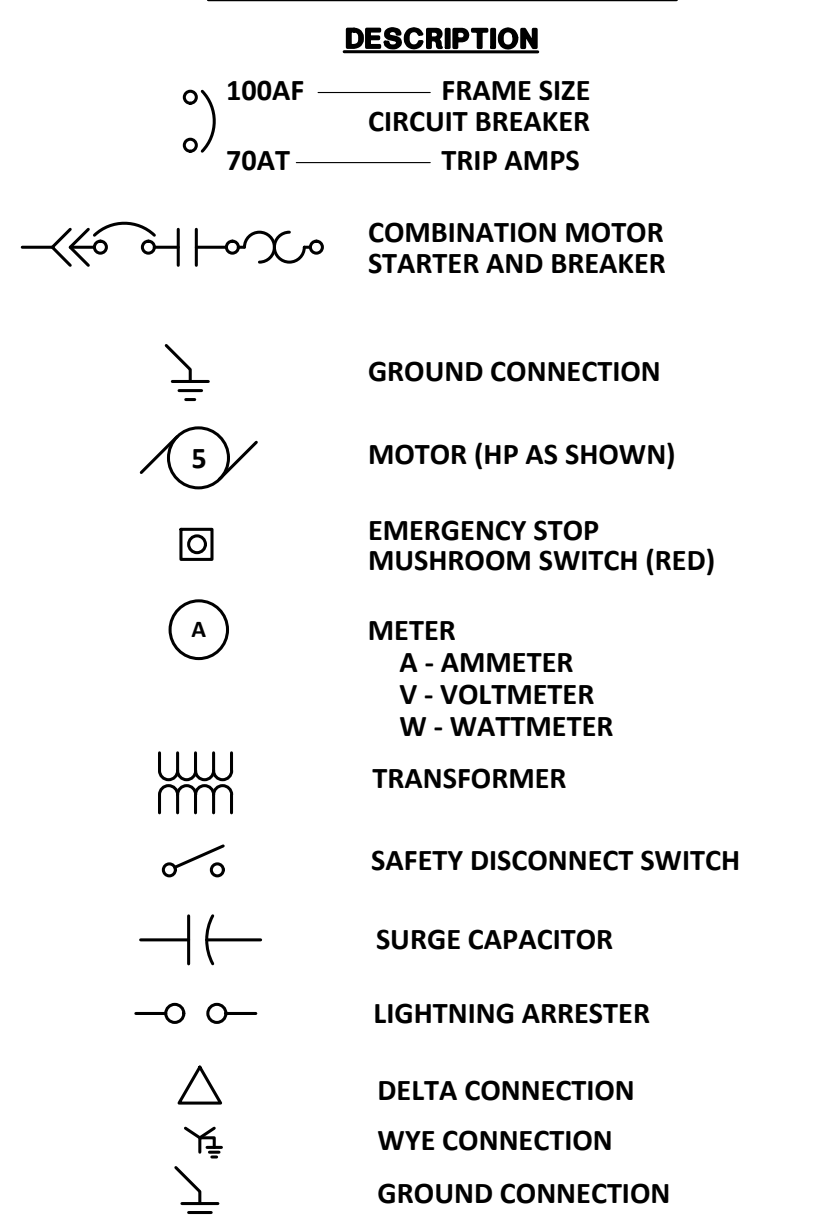 DESCRIPTION
100AF FRAME SIZE
CIRCUIT BREAKER
70AT TRIP AMPS
COMBINATION MOTOR
STARTER AND BREAKER
GROUND CONNECTION
5 MOTOR (HP AS SHOWN)
EMERGENCY STOP
MUSHROOM SWITCH (RED)
A METER
A - AMMETER
V - VOLTMETER
W - WATTMETER
TRANSFORMER
SAFETY DISCONNECT SWITCH
SURGE CAPACITOR
LIGHTNING ARRESTER
DELTA CONNECTION
WYE CONNECTION
GROUND CONNECTION